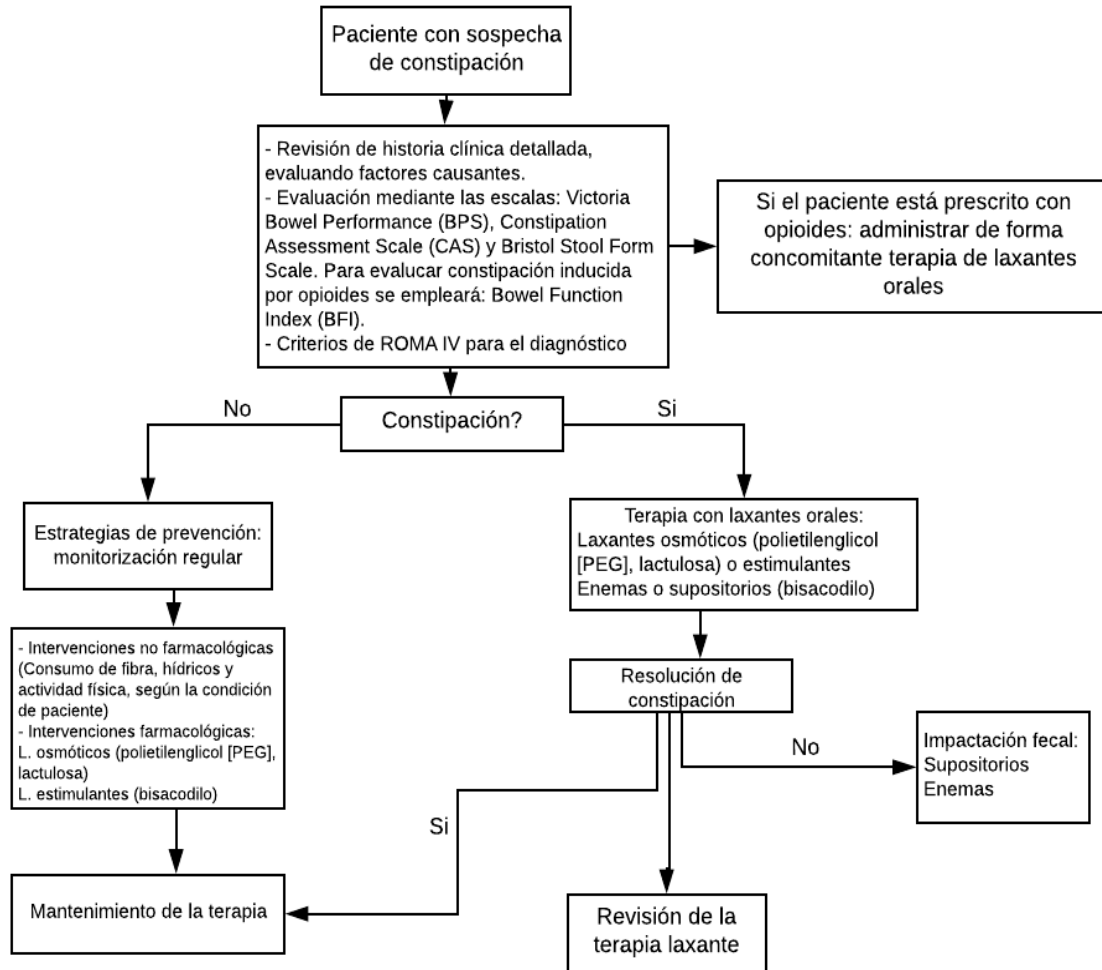 Paciente con sospecha
de constipación
- Revisión de historia clínica detallada,
evaluando factores causantes.
- Evaluación mediante las escalas: Victoria
Bowel Performance (BPS), Constipation
Assessment Scale (CAS) y Bristol Stool Form
Scale. Para evalucar constipación inducida
por opioides se empleará: Bowel Function
Index (BFI).
- Criterios de ROMA IV para el diagnóstico
Si el paciente está prescrito con
opioides: administrar de forma
concomitante terapia de laxantes
orales
Constipación?
No
Si
Estrategias de prevención:
monitorización regular
Terapia con laxantes orales:
Laxantes osmóticos (polietilenglicol
[PEG], lactulosa) o estimulantes
Enemas o supositorios (bisacodilo)
- Intervenciones no farmacológicas
(Consumo de fibra, hídricos y
actividad física, según la condición
de paciente)
- Intervenciones farmacológicas:
L. osmóticos (polietilenglicol [PEG],
lactulosa)
L. estimulantes (bisacodilo)
Resolución de
constipación
No
Impactación fecal:
Supositorios
Enemas
Si
Mantenimiento de la terapia
Revisión de la
terapia laxante